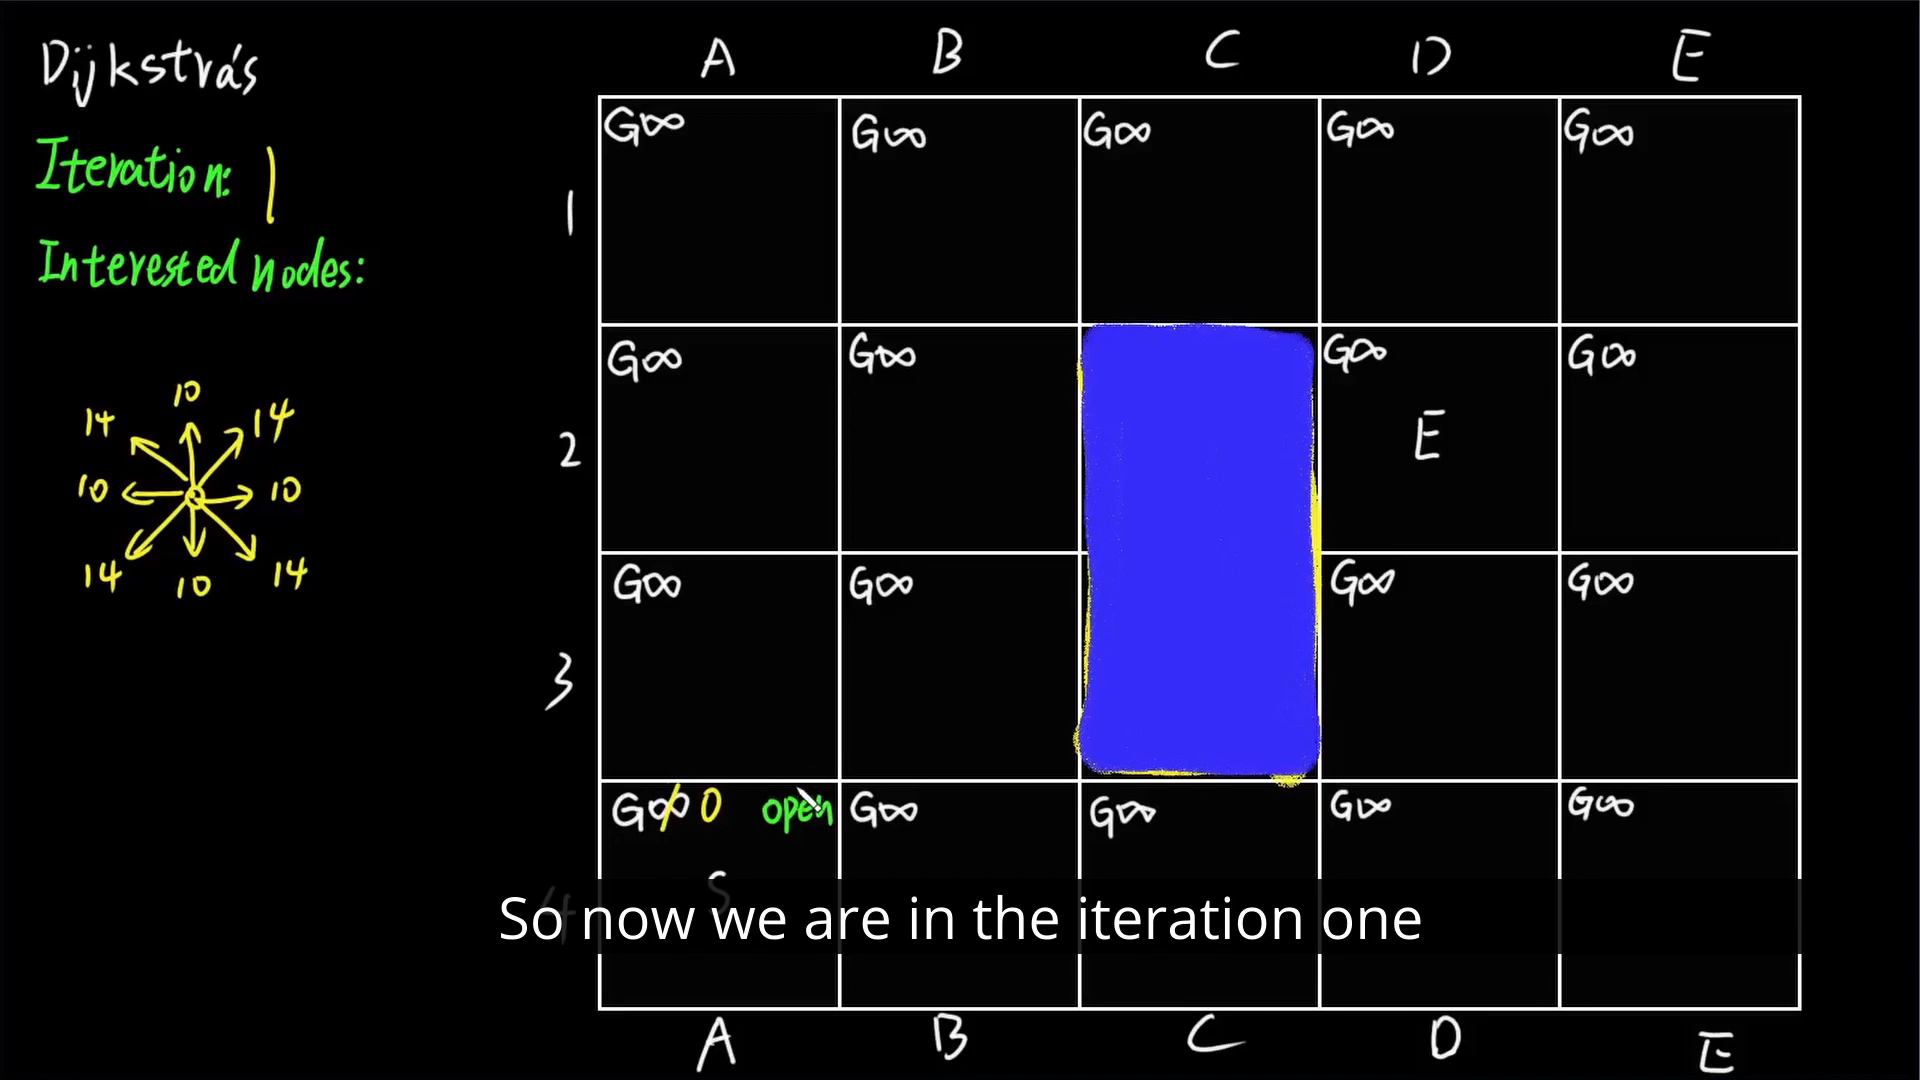 Dijkstra's
Iteration: 1
Interested nodes:
10
14 14
10 10
14 14
10
A B C D E
G∞ G∞ G∞ G∞ G∞
1
G∞ G∞ G∞ G∞
2 E
G∞ G∞ G∞ G∞
3
G∞ 0 open G∞ G∞ G∞ G∞
S
4
So now we are in the iteration one
A B C D E